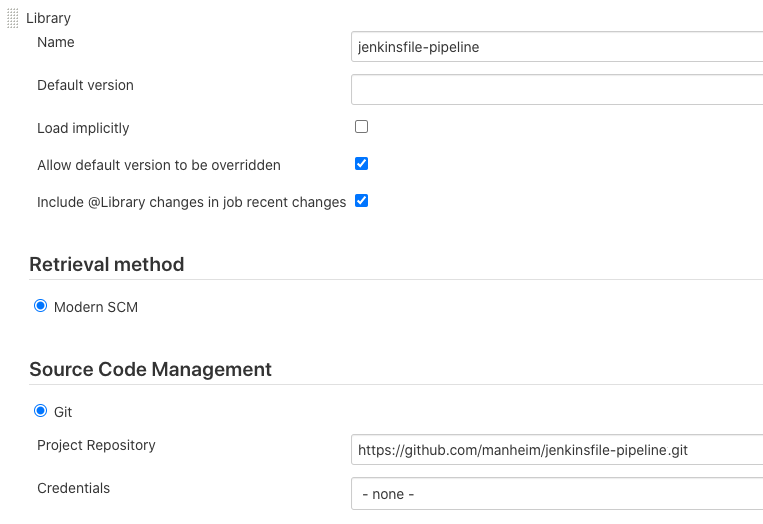 Library
Name
jenkinsfile-pipeline
Default version
Load implicitly
Allow default version to be overridden
Include @Library changes in job recent changes
Retrieval method
Modern SCM
Source Code Management
Git
Project Repository
https://github.com/manheim/jenkinsfile-pipeline.git
Credentials
- none -